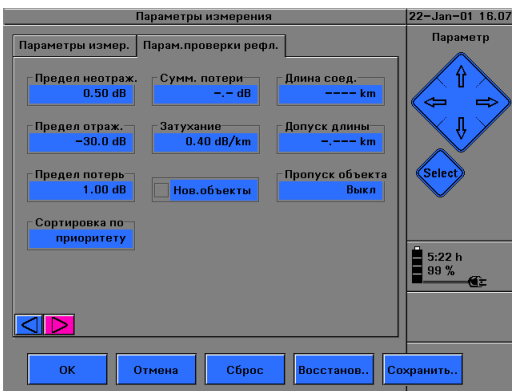 Параметры измерения
22-Jan-01 16.07
Параметры измер.
Парам.проверки рефл.
Параметр
Предел неотраж.
0.50 dB
Сумм. потери
-.- dB
Длина соед.
---- km
Предел отраж.
-30.0 dB
Затухание
0.40 dB/km
Допуск длины
-.--- km
Предел потерь
1.00 dB
Нов.объекты
Пропуск объекта
Выкл
Select
Сортировка по
приоритету
5:22 h
99 %
OK
Отмена
Сброс
Восстанов..
Сохранить..